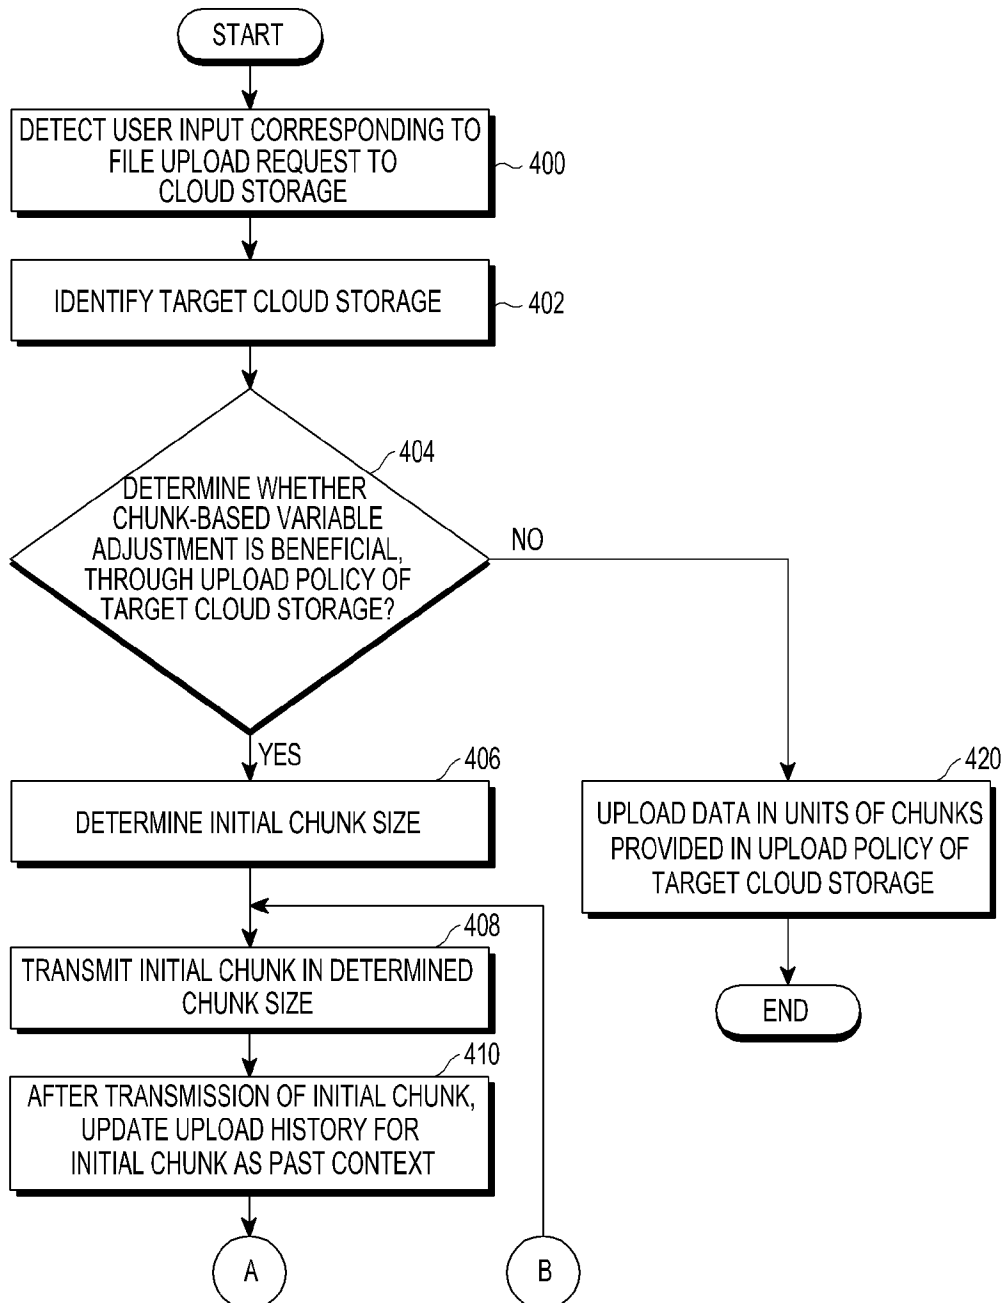 START
DETECT USER INPUT CORRESPONDING TO
FILE UPLOAD REQUEST TO
CLOUD STORAGE
400
IDENTIFY TARGET CLOUD STORAGE
402
404
DETERMINE WHETHER
CHUNK-BASED VARIABLE
ADJUSTMENT IS BENEFICIAL,
THROUGH UPLOAD POLICY OF
TARGET CLOUD STORAGE?
NO
YES
406
DETERMINE INITIAL CHUNK SIZE
420
UPLOAD DATA IN UNITS OF CHUNKS
PROVIDED IN UPLOAD POLICY OF
TARGET CLOUD STORAGE
408
TRANSMIT INITIAL CHUNK IN DETERMINED
CHUNK SIZE
END
410
AFTER TRANSMISSION OF INITIAL CHUNK,
UPDATE UPLOAD HISTORY FOR
INITIAL CHUNK AS PAST CONTEXT
A
B